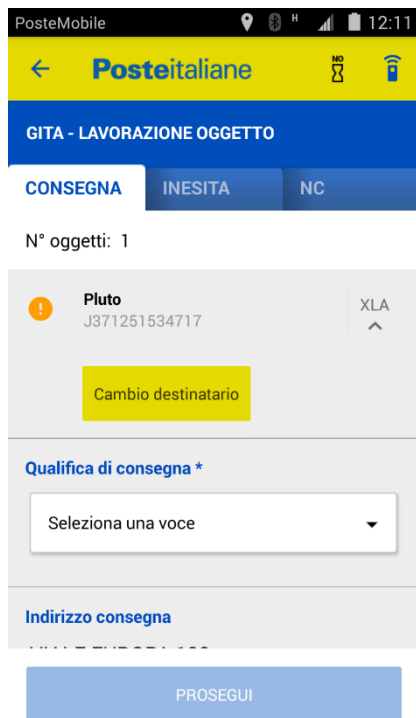 PosteMobile H 12:11
Posteitaliane NO
GITA - LAVORAZIONE OGGETTO
CONSEGNA INESITA NC
N° oggetti: 1
Pluto XLA
J371251534717
Cambio destinatario
Qualifica di consegna *
Seleziona una voce
Indirizzo consegna
PROSEGUI